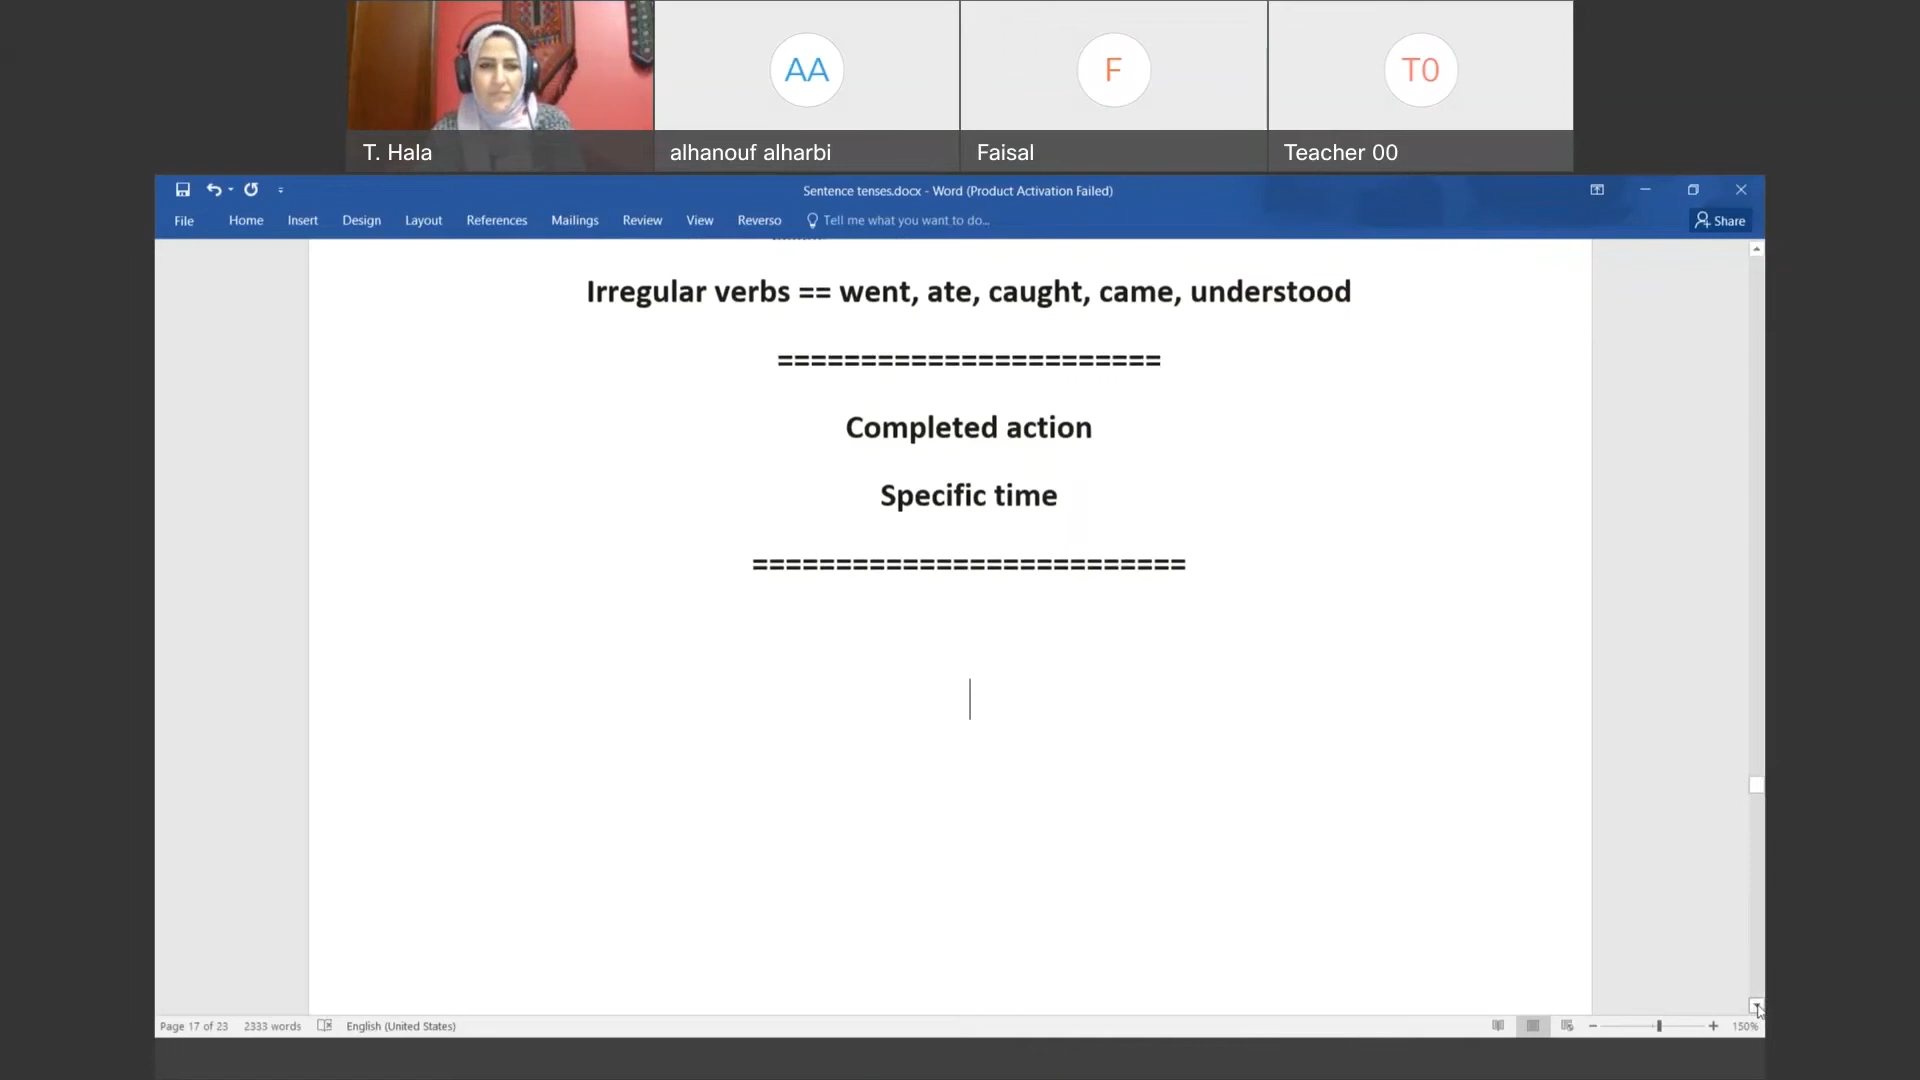 AA
F
T0
T. Hala
alhanouf alharbi
Faisal
Teacher 00
Sentence tenses.docx - Word (Product Activation Failed)
File Home Insert Design Layout References Mailings Review View Reverso Tell me what you want to do... Share
Irregular verbs == went, ate, caught, came, understood
=======================
Completed action
Specific time
==========================
Page 17 of 23 2333 words English (United States) 150%